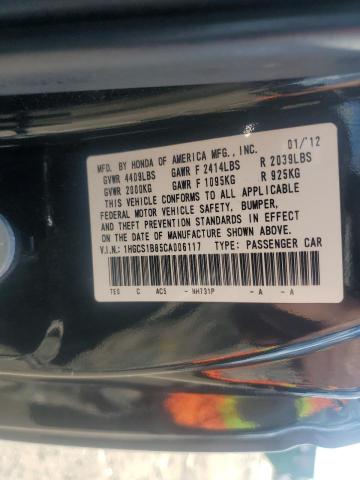 MFD. BY HONDA OF AMERICA MFG., INC. 01/'12
GVWR 4409LBS GAWR F 2414LBS R 2039LBS
GVWR 2000KG GAWR F 1095KG R 925KG
THIS VEHICLE CONFORMS TO ALL APPLICABLE
FEDERAL MOTOR VEHICLE SAFETY, BUMPER,
AND THEFT PREVENTION STANDARDS IN EFFECT
ON THE DATE OF MANUFACTURE SHOWN ABOVE.
V.I.N.: 1HGCS1B85CA006117 TYPE: PASSENGER CAR
TE0 C AC5 - NH731P - A - A